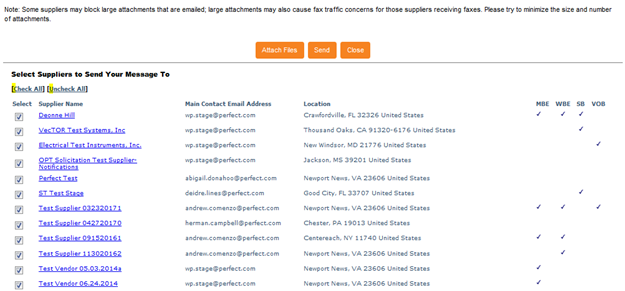 Note: Some suppliers may block large attachments that are emailed; large attachments may also cause fax traffic concerns for those suppliers receiving faxes. Please try to minimize the size and number
of attachments.
Attach Files Send Close
Select Suppliers to Send Your Message To
[Check All] [Uncheck All]
Select Supplier Name Main Contact Email Address Location MBE WBE SB VOB
Deonne Hill wp.stage@perfect.com Crawfordville, FL 32326 United States ✓ ✓ ✓
VecTOR Test Systems, Inc wp.stage@perfect.com Thousand Oaks, CA 91320-6176 United States ✓
Electrical Test Instruments, Inc. wp.stage@perfect.com New Windsor, MD 21776 United States ✓
OPT Solicitation Test Supplier- wp.stage@perfect.com Jackson, MS 39201 United States
Notifications
Perfect Test abigail.donahoo@perfect.com Newport News, VA 23606 United States
ST Test Stage deidre.lines@perfect.com Good City, FL 33707 United States ✓
Test Supplier 032320171 andrew.comenzo@perfect.com Newport News, VA 23606 United States ✓ ✓ ✓
Test Supplier 042720170 herman.campbell@perfect.com Chester, PA 19013 United States
Test Supplier 091520161 andrew.comenzo@perfect.com Centereach, NY 11740 United States ✓ ✓
Test Supplier 113020162 andrew.comenzo@perfect.com Newport News, VA 23606 United States ✓
Test Vendor 05.03.2014a wp.stage@perfect.com Newport News, VA 23606 United States ✓
Test Vendor 06.24.2014 wp.stage@perfect.com Newport News, VA 23606 United States ✓